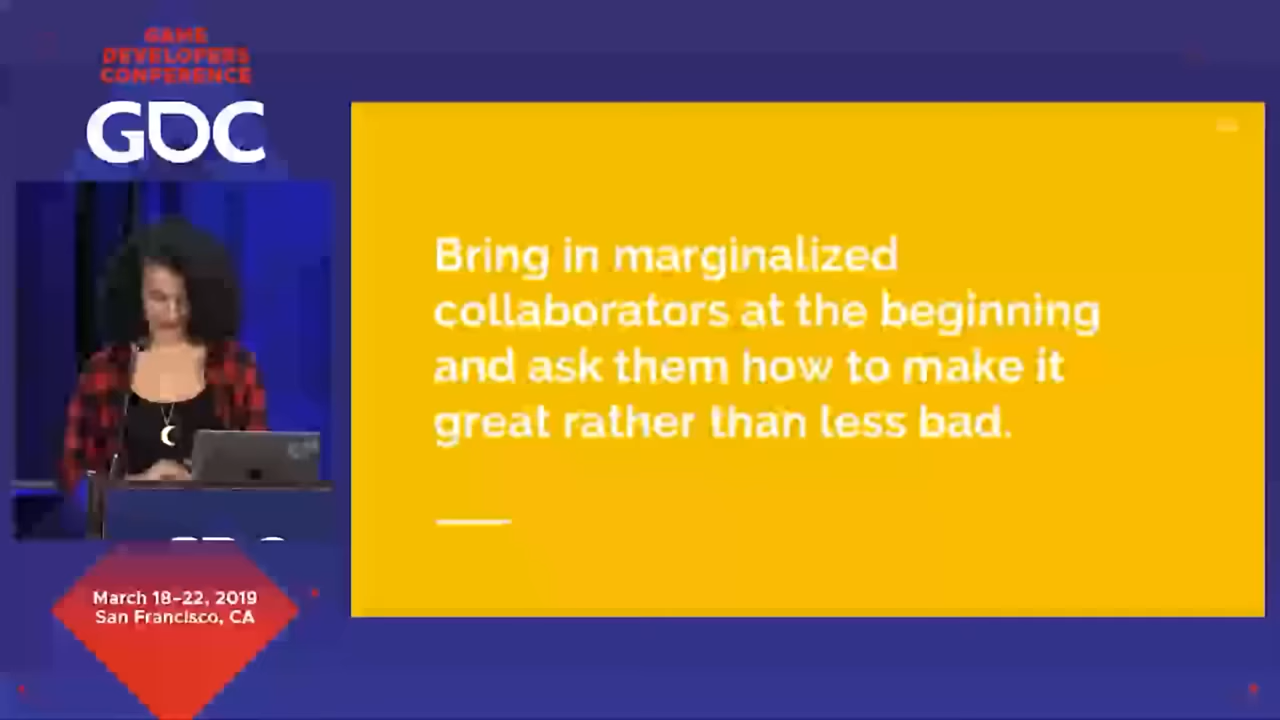 GAME
DEVELOPERS
CONFERENCE
GDC
Bring in marginalized
collaborators at the beginning
and ask them how to make it
great rather than less bad.
March 18-22, 2019
San Francisco, CA